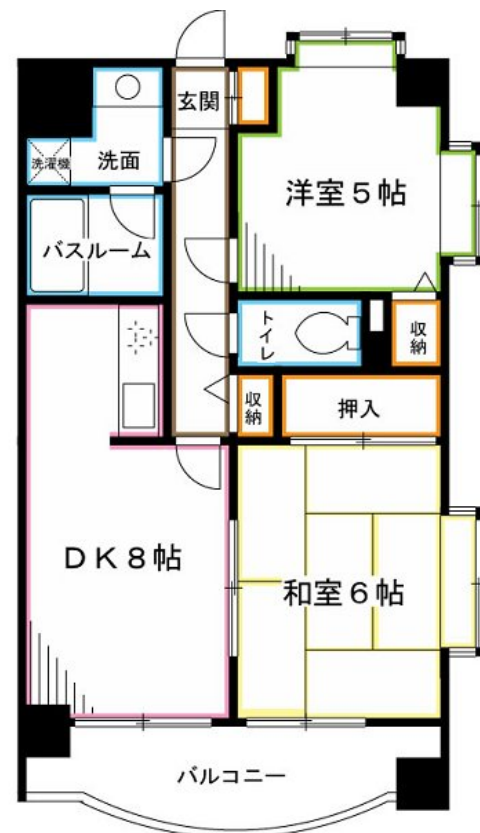 玄関
洗濯機
洗面
洋室5帖
バスルーム
トイレ
収納
収納
押入
DK8帖
和室6帖
バルコニー